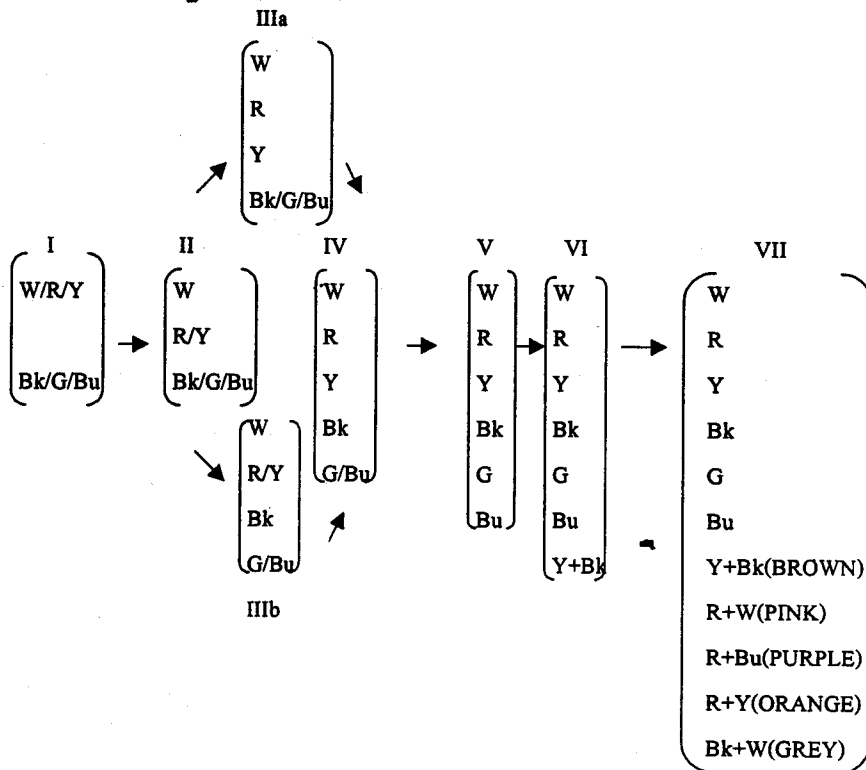 IIIa
W
R
Y
Bk/G/Bu
I
W/R/Y
Bk/G/Bu
II
W
R/Y
Bk/G/Bu
W
R/Y
Bk
G/Bu
IIIb
IV
W
R
Y
Bk
G/Bu
V
W
R
Y
Bk
G
Bu
VI
W
R
Y
Bk
G
Bu
Y+Bk
VII
W
R
Y
Bk
G
Bu
Y+Bk(BROWN)
R+W(PINK)
R+Bu(PURPLE)
R+Y(ORANGE)
Bk+W(GREY)